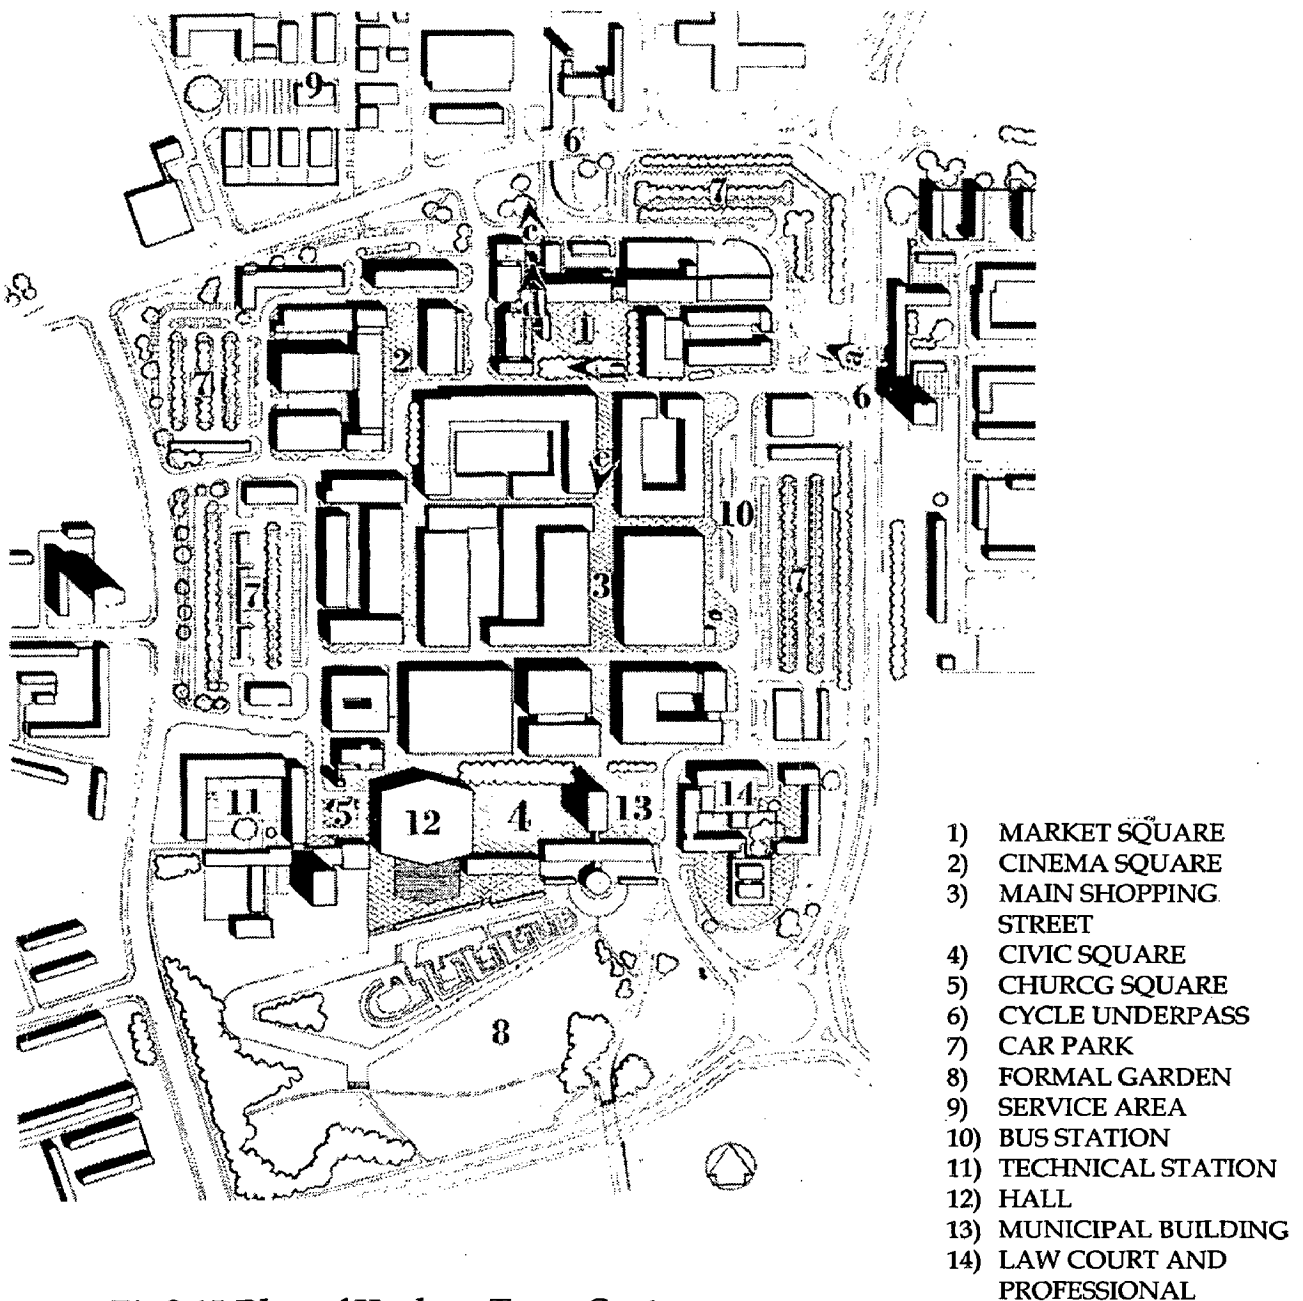 9
6
7
c
d
1
2
a
7
6
e
10
3
7
7
11
5
12
4
13
14
8
1) MARKET SQUARE
2) CINEMA SQUARE
3) MAIN SHOPPING
STREET
4) CIVIC SQUARE
5) CHURCG SQUARE
6) CYCLE UNDERPASS
7) CAR PARK
8) FORMAL GARDEN
9) SERVICE AREA
10) BUS STATION
11) TECHNICAL STATION
12) HALL
13) MUNICIPAL BUILDING
14) LAW COURT AND
PROFESSIONAL